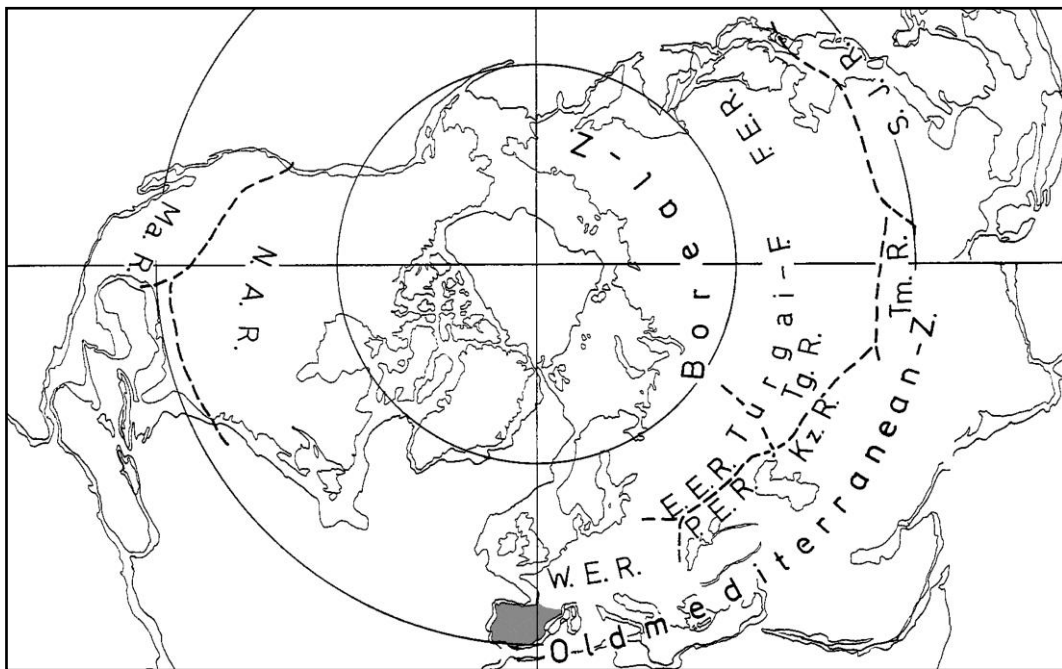 Boreal-N.
F.E.R.
S. J. R.
Ma. R.
N. A. R.
Tm. R.
Turgai-F.
Tg. R.
Kz. R.
E. E. R.
P. E. R.
W. E. R.
Oldmediterranean-Z.